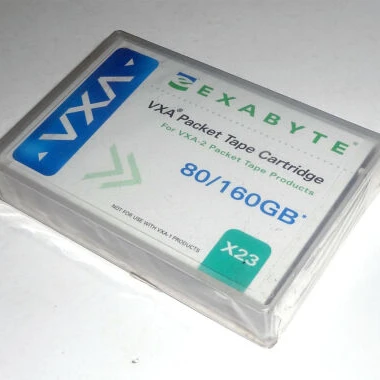 VXA
EXABYTE®
VXA® Packet Tape Cartridge
For VXA-2 Packet Tape Products
80/160GB*
NOT FOR USE WITH VXA-1 PRODUCTS
X23